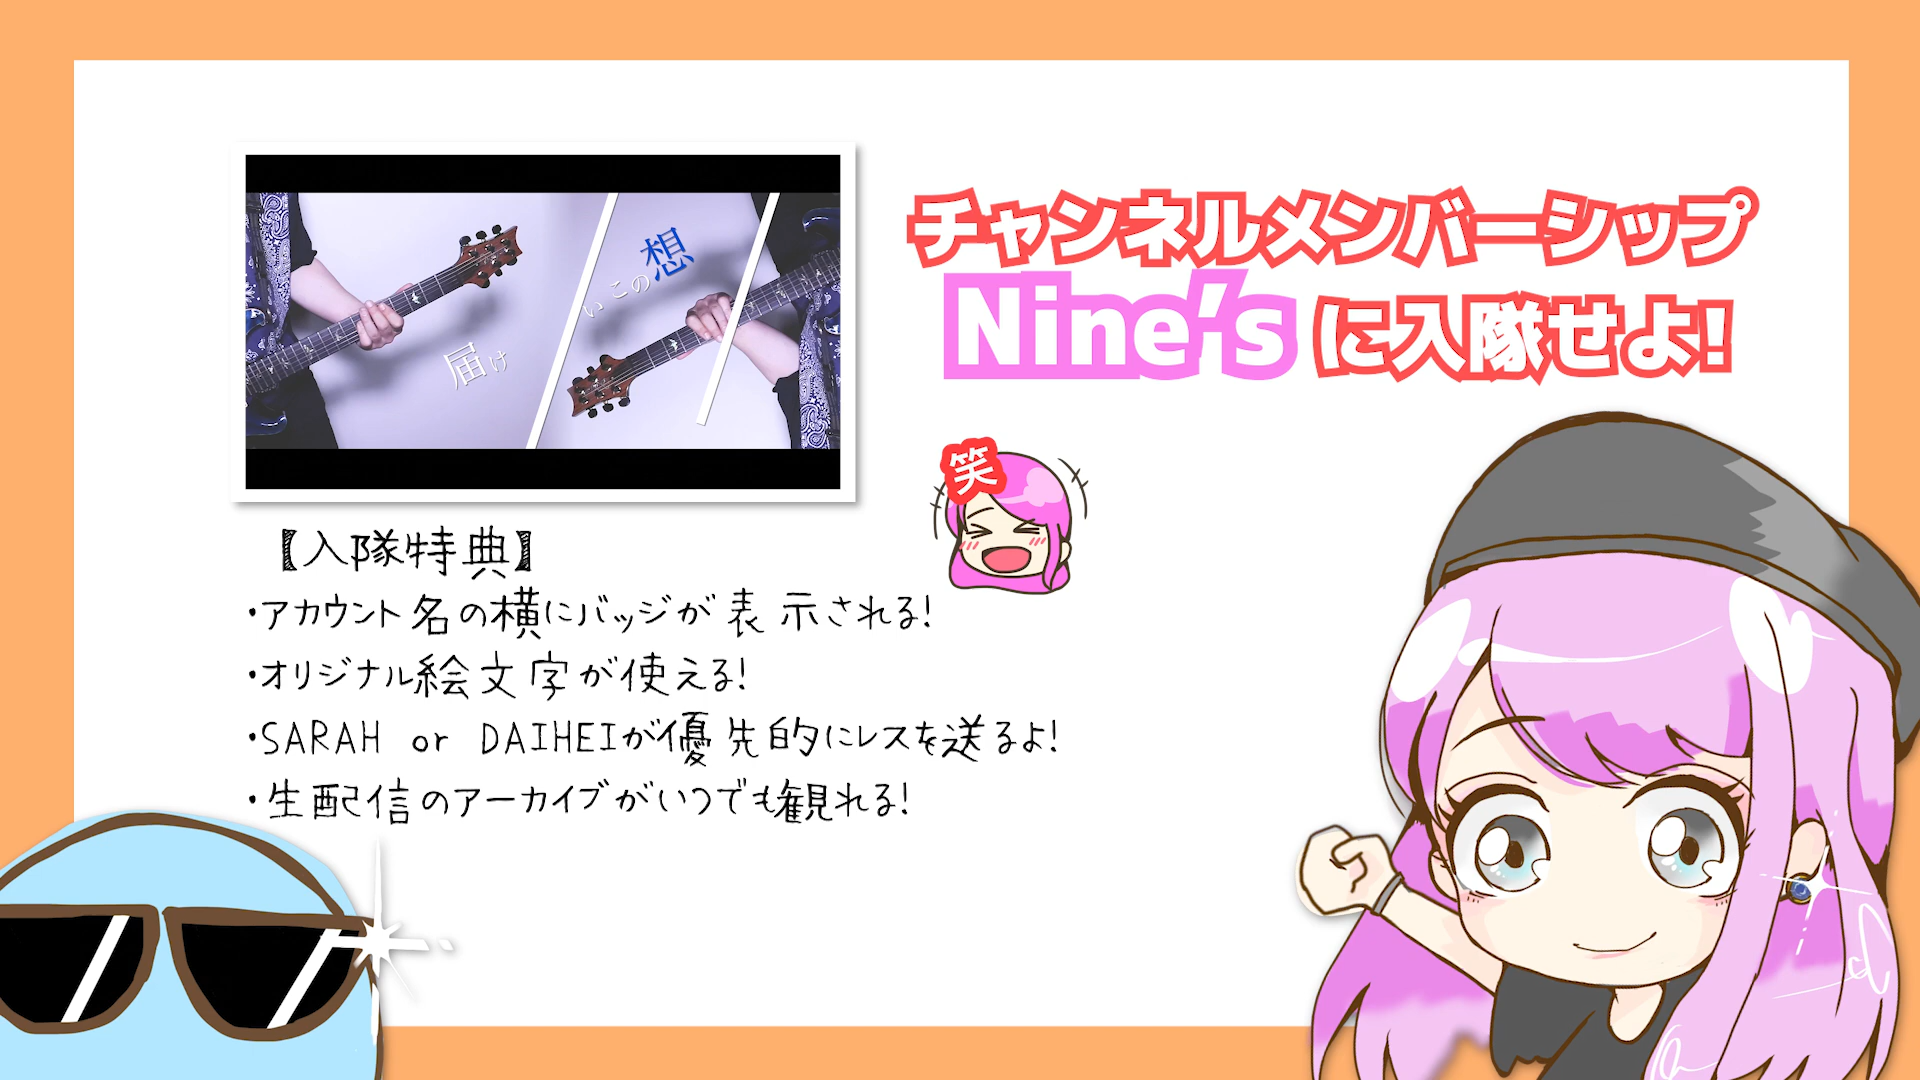 チャンネルメンバーシップ
Nine'sに入隊せよ!
届け
い この想
笑
【入隊特典】
・アカウント名の横にバッジが表示される!
・オリジナル絵文字が使える!
・SARAH or DAIHEIが優先的にレスを送るよ!
・生配信のアーカイブがいつでも観れる!